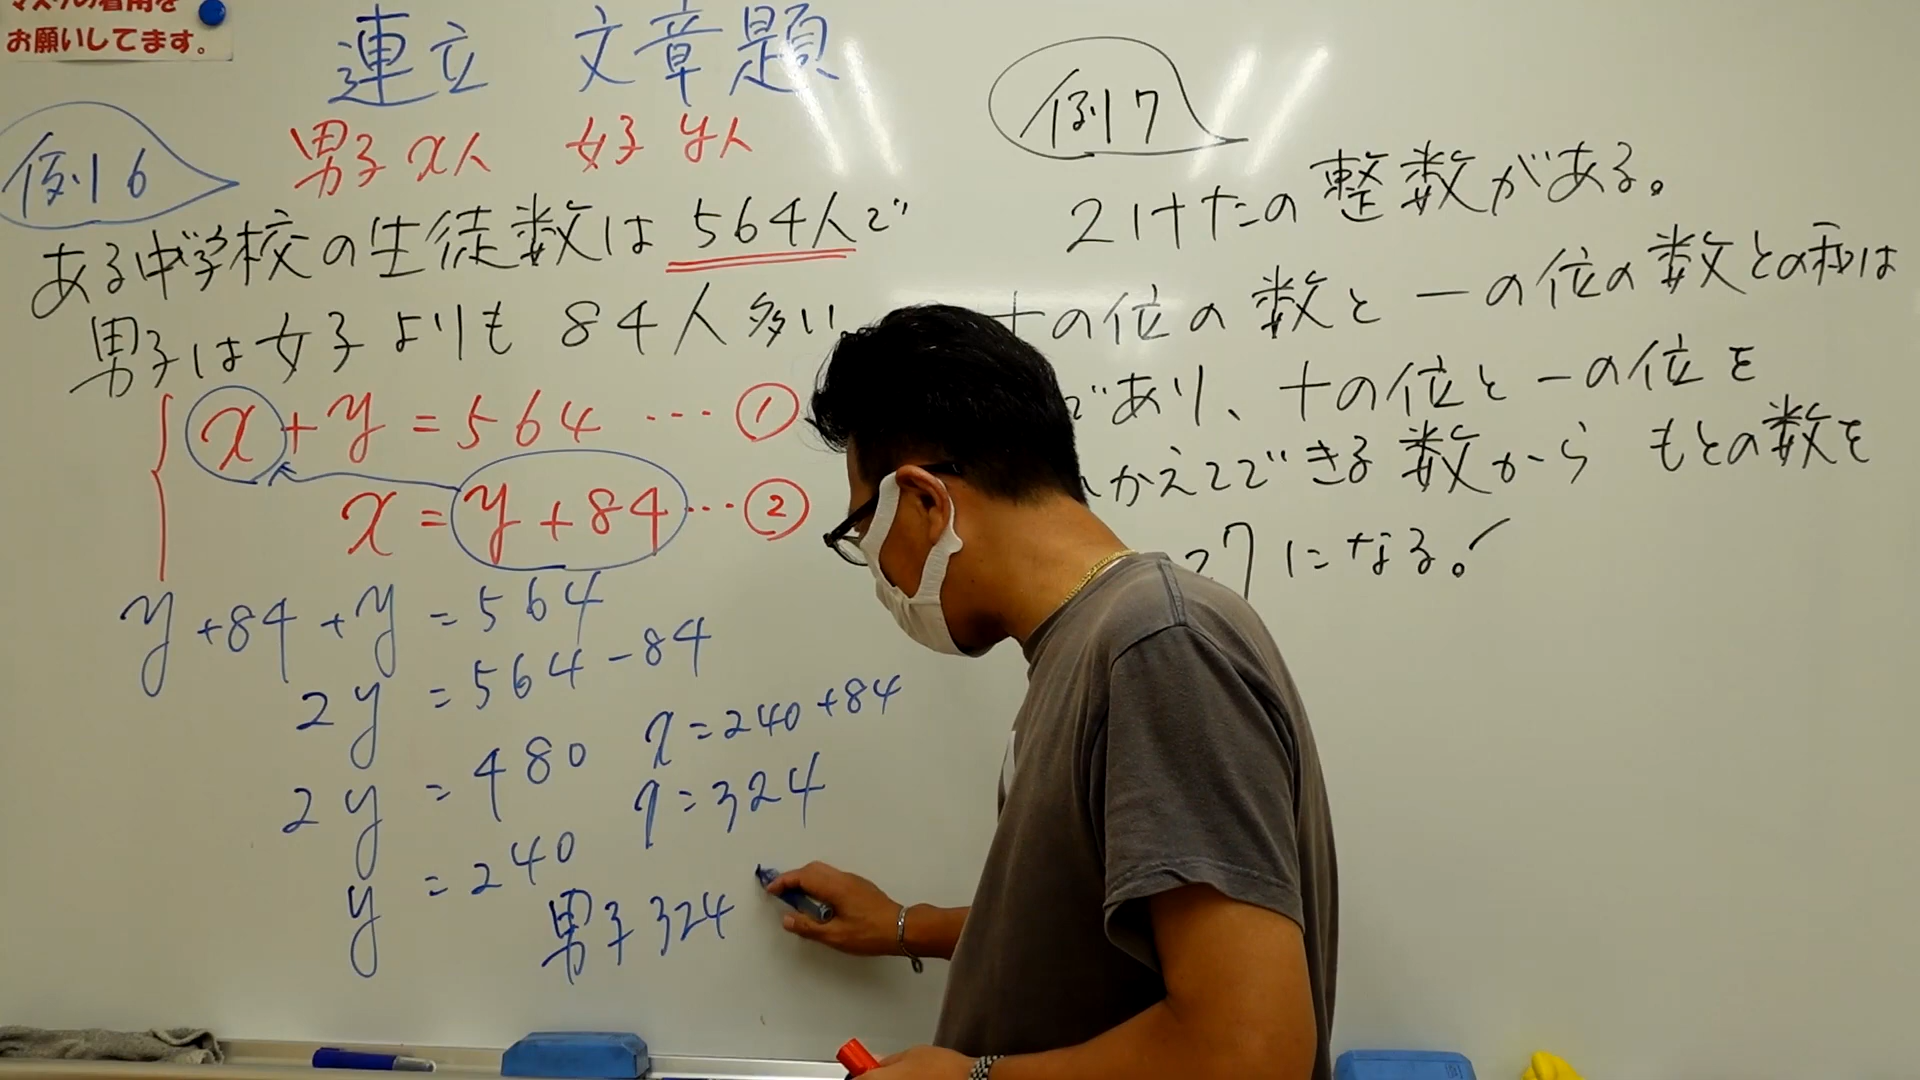 マスクの着用を
お願いしてます。
連立 文章題
例16
男子 x人 女子 y人
ある中学校の生徒数は 564人で
男子は女子よりも 84人多い。
x+y=564 … ①
x=y+84 … ②
y+84+y=564
2y=564-84
2y=480
y=240
x=240+84
x=324
男子 324
例17
2けたの整数がある。
十の位の数と一の位の数との和は
であり、十の位と一の位を
れかえてできる数から もとの数を
27になる。